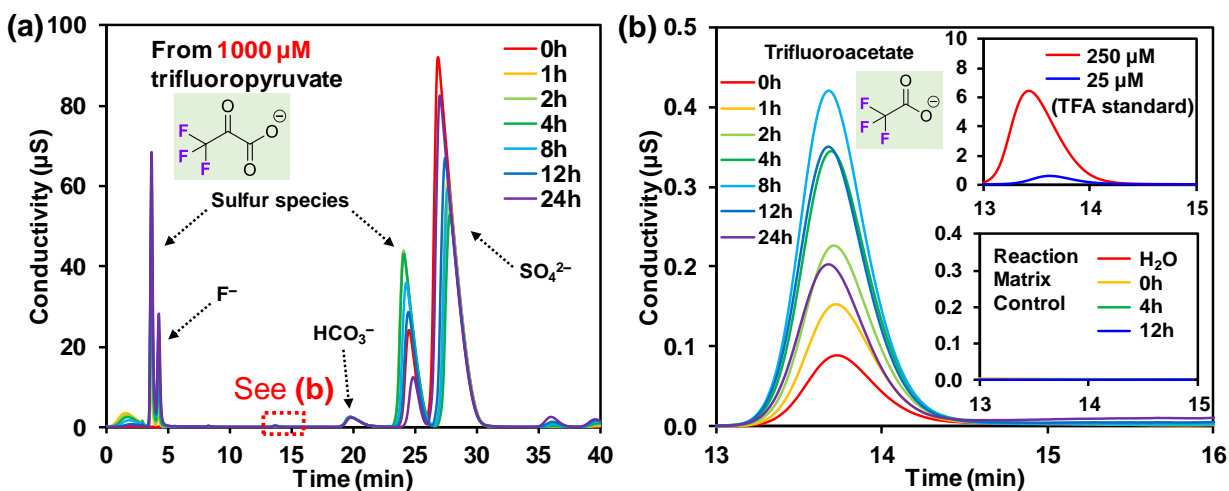 (a)
From 1000 µM
trifluoropyruvate
F
F
F
O
O
O
⊖
0h
1h
2h
4h
8h
12h
24h
Sulfur species
F⁻
HCO₃⁻
SO₄²⁻
See (b)
Conductivity (µS)
100
80
60
40
20
0
0 5 10 15 20 25 30 35 40
Time (min)
(b)
Trifluoroacetate
F
F
F
O
O
⊖
0h
1h
2h
4h
8h
12h
24h
Conductivity (µS)
0.5
0.4
0.3
0.2
0.1
0.0
13 14 15 16
Time (min)
10
8
6
4
2
0
13 14 15
250 µM
25 µM
(TFA standard)
0.4
0.3
0.2
0.1
0.0
13 14 15
Reaction
Matrix
Control
H₂O
0h
4h
12h